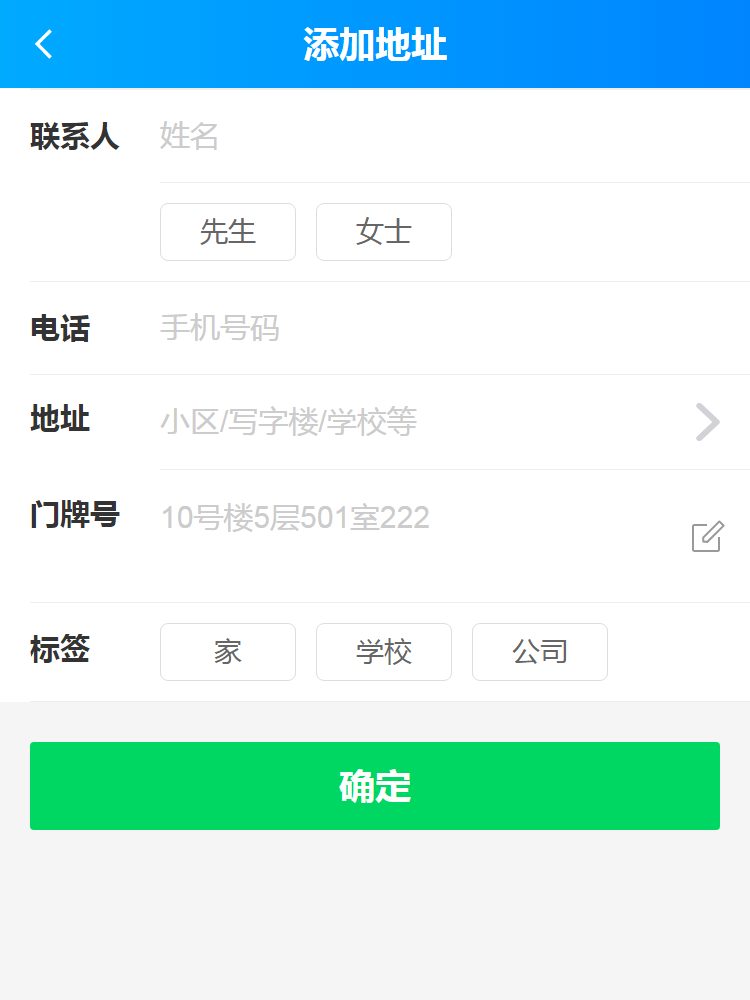 添加地址
联系人 姓名
先生 女士
电话 手机号码
地址 小区/写字楼/学校等
门牌号 10号楼5层501室222
标签 家 学校 公司
确定